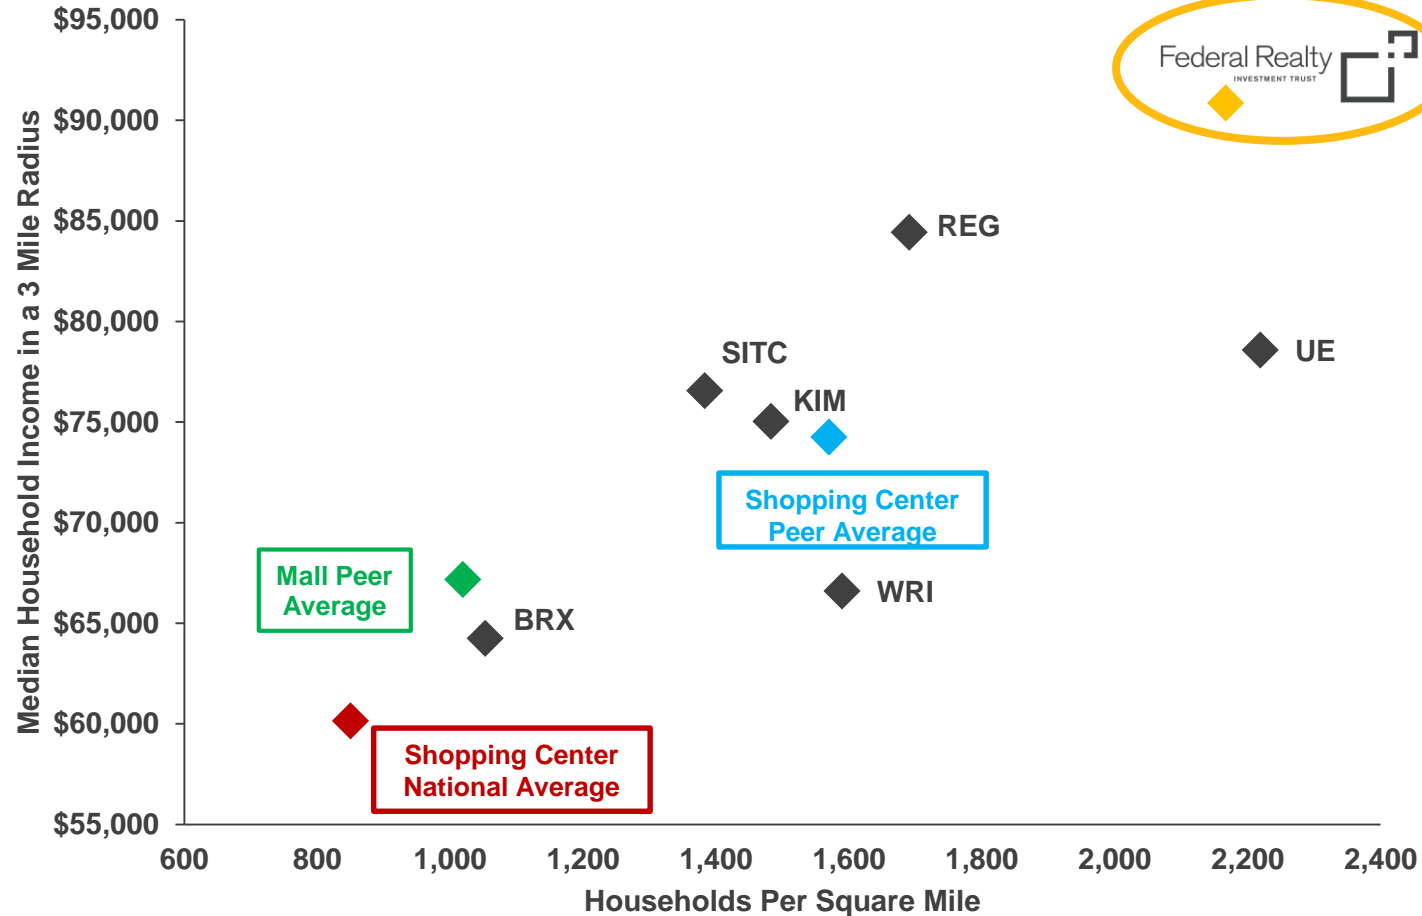 $95,000
Federal Realty
INVESTMENT TRUST
$90,000
REG
$85,000
$80,000
SITC
UE
KIM
$75,000
Shopping Center
Peer Average
$70,000
Mall Peer
Average
WRI
BRX
$65,000
$60,000
Shopping Center
National Average
$55,000
Median Household Income in a 3 Mile Radius
600 800 1,000 1,200 1,400 1,600 1,800 2,000 2,200 2,400
Households Per Square Mile